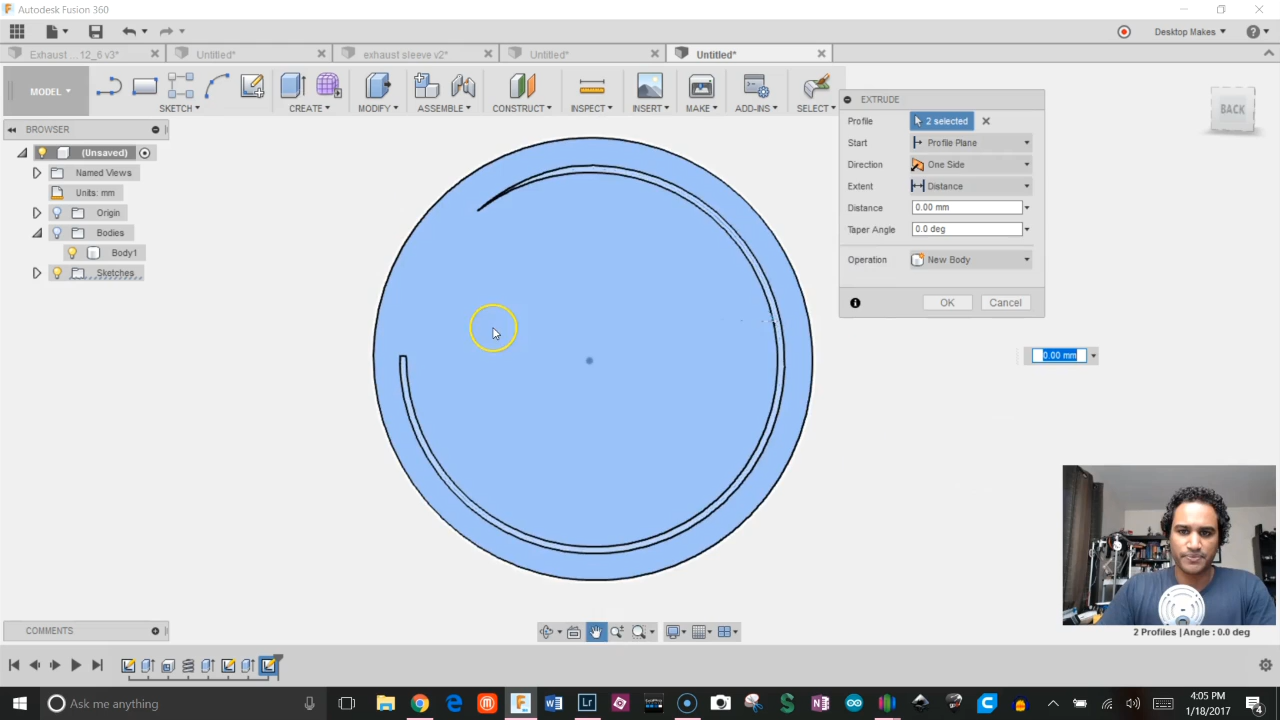 Autodesk Fusion 360
Exhaust ... 12_6 v3*
Untitled*
exhaust sleeve v2*
Untitled*
Untitled*
Desktop Makes
MODEL
SKETCH
CREATE
MODIFY
ASSEMBLE
CONSTRUCT
INSPECT
INSERT
MAKE
ADD-INS
SELECT
BROWSER
(Unsaved)
Named Views
Units: mm
Origin
Bodies
Body1
Sketches
EXTRUDE
Profile
2 selected
Start
Profile Plane
Direction
One Side
Extent
Distance
Distance
0.00 mm
Taper Angle
0.0 deg
Operation
New Body
OK
Cancel
BACK
0.00 mm
COMMENTS
2 Profiles | Angle : 0.0 deg
Ask me anything
4:05 PM
1/18/2017